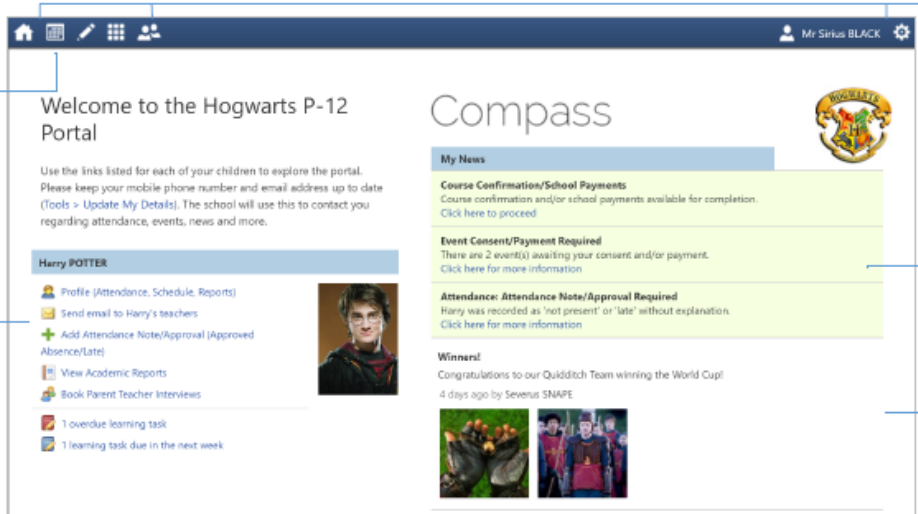 Mr Sirius BLACK
Welcome to the Hogwarts P-12
Portal
Use the links listed for each of your children to explore the portal.
Please keep your mobile phone number and email address up to date
(Tools > Update My Details). The school will use this to contact you
regarding attendance, events, news and more.
Harry POTTER
Profile (Attendance, Schedule, Reports)
Send email to Harry's teachers
Add Attendance Note/Approval (Approved
Absence/Late)
View Academic Reports
Book Parent Teacher Interviews
1 overdue learning task
1 learning task due in the next week
Compass
HOGWARTS
My News
Course Confirmation/School Payments
Course confirmation and/or school payments available for completion.
Click here to proceed
Event Consent/Payment Required
There are 2 event(s) awaiting your consent and/or payment.
Click here for more information
Attendance: Attendance Note/Approval Required
Harry was recorded as 'not present' or 'late' without explanation.
Click here for more information
Winners!
Congratulations to our Quidditch Team winning the World Cup!
4 days ago by Severus SNAPE